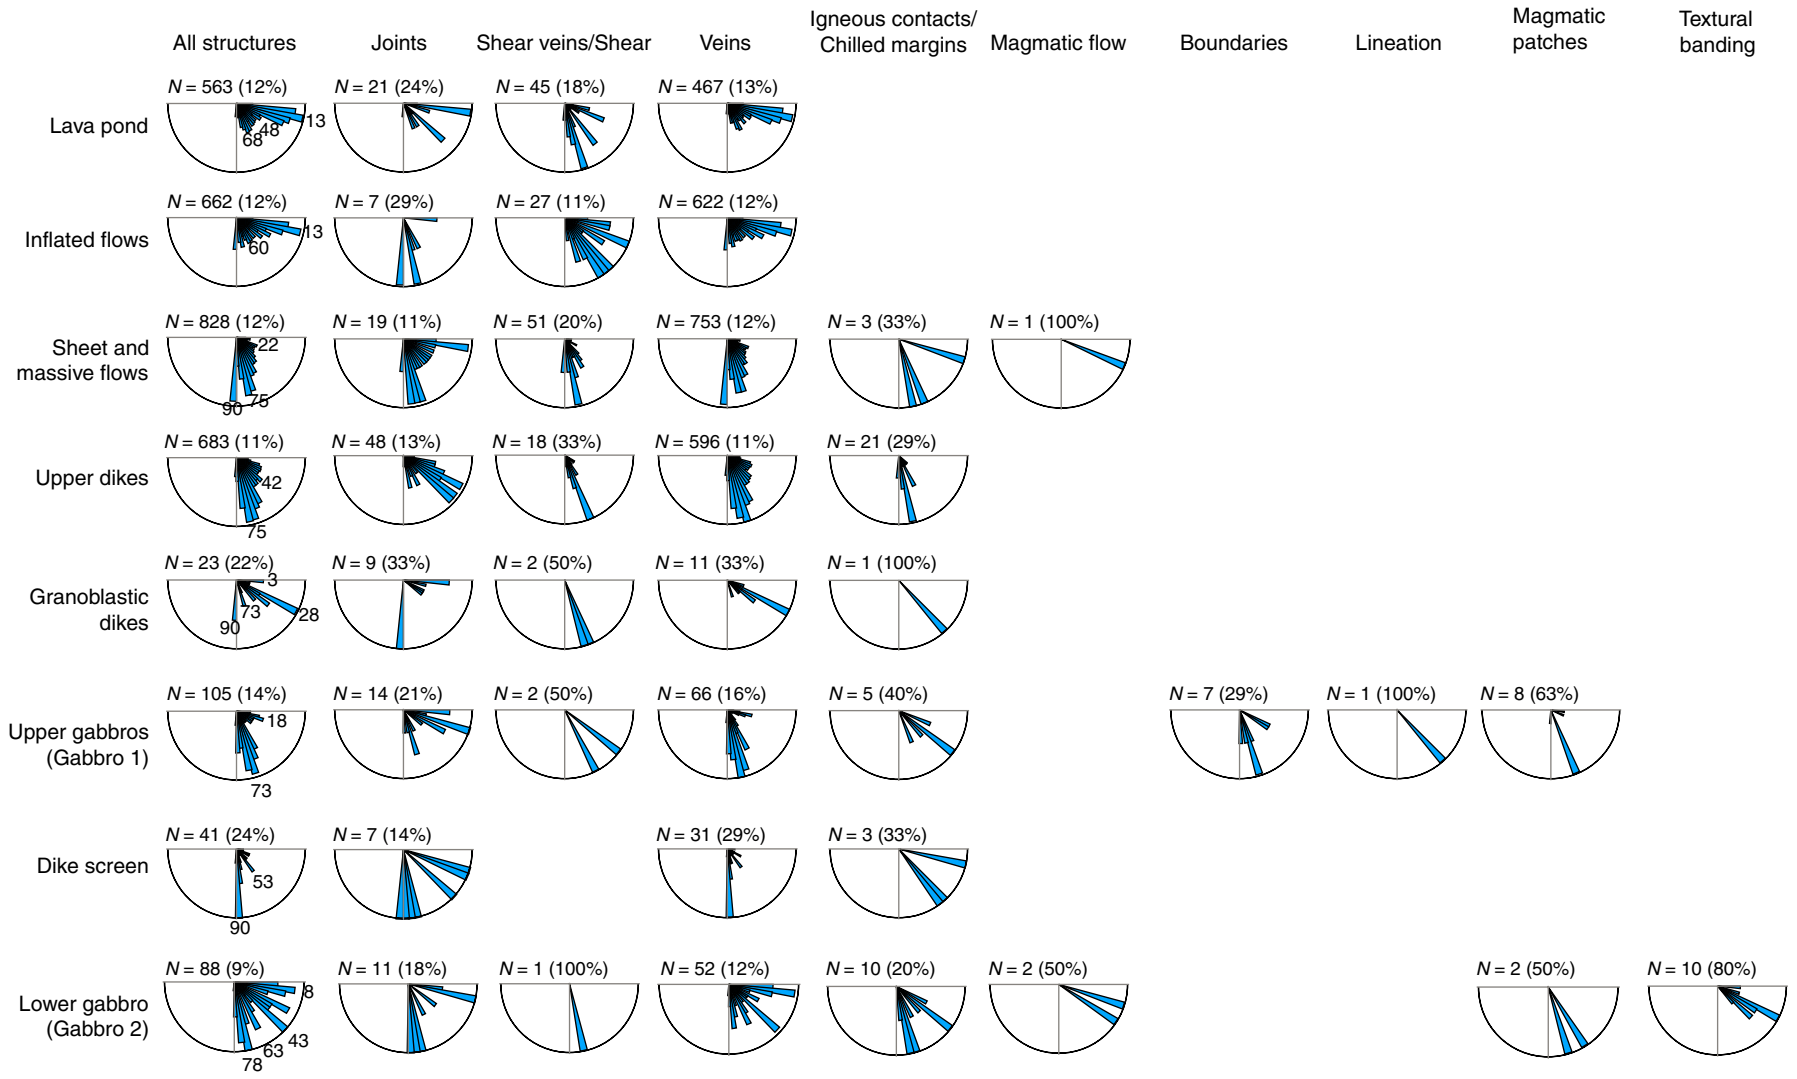 All structures
Joints
Shear veins/Shear
Veins
Igneous contacts/
Chilled margins
Magmatic flow
Boundaries
Lineation
Magmatic
patches
Textural
banding
Lava pond
N = 563 (12%)
13
48
68
N = 21 (24%)
N = 45 (18%)
N = 467 (13%)
Inflated flows
N = 662 (12%)
13
60
N = 7 (29%)
N = 27 (11%)
N = 622 (12%)
Sheet and
massive flows
N = 828 (12%)
22
75
90
N = 19 (11%)
N = 51 (20%)
N = 753 (12%)
N = 3 (33%)
N = 1 (100%)
Upper dikes
N = 683 (11%)
42
75
N = 48 (13%)
N = 18 (33%)
N = 596 (11%)
N = 21 (29%)
Granoblastic
dikes
N = 23 (22%)
3
28
73
90
N = 9 (33%)
N = 2 (50%)
N = 11 (33%)
N = 1 (100%)
Upper gabbros
(Gabbro 1)
N = 105 (14%)
18
73
N = 14 (21%)
N = 2 (50%)
N = 66 (16%)
N = 5 (40%)
N = 7 (29%)
N = 1 (100%)
N = 8 (63%)
Dike screen
N = 41 (24%)
53
90
N = 7 (14%)
N = 31 (29%)
N = 3 (33%)
Lower gabbro
(Gabbro 2)
N = 88 (9%)
8
43
63
78
N = 11 (18%)
N = 1 (100%)
N = 52 (12%)
N = 10 (20%)
N = 2 (50%)
N = 2 (50%)
N = 10 (80%)